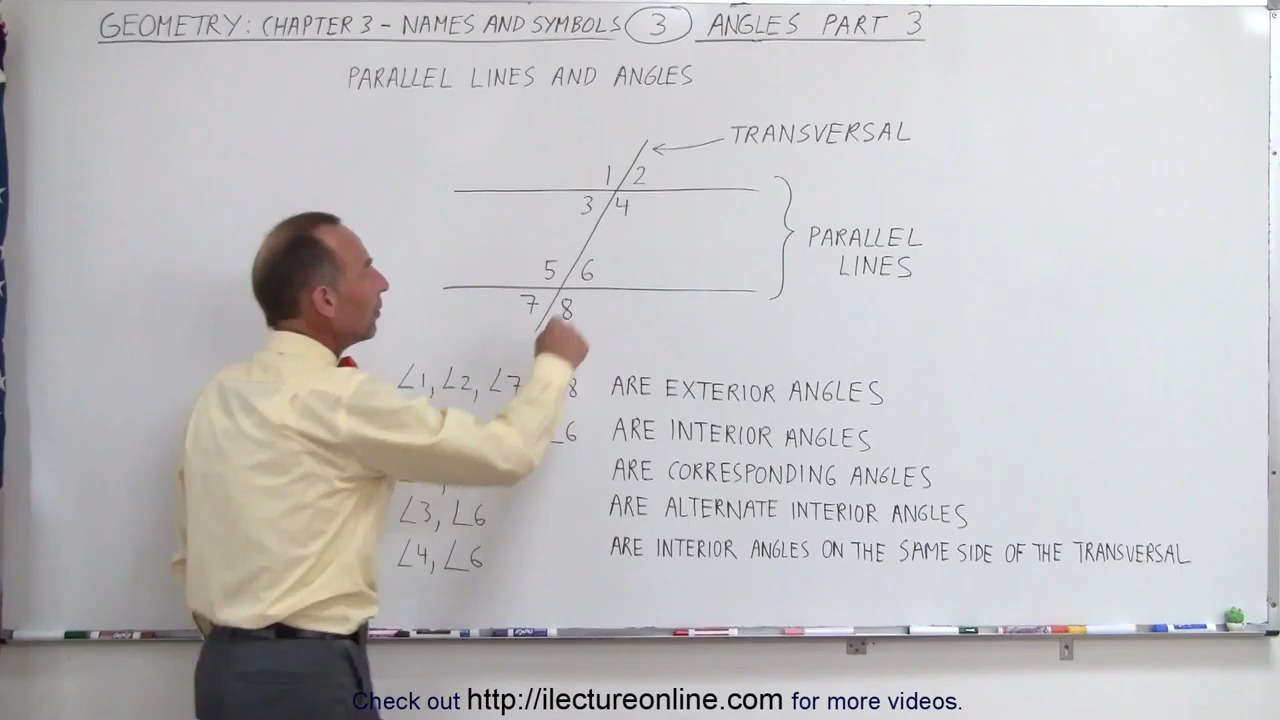 GEOMETRY: CHAPTER 3 - NAMES AND SYMBOLS 3 ANGLES PART 3
PARALLEL LINES AND ANGLES
TRANSVERSAL
1 2
3 4
PARALLEL
LINES
5 6
7 8
∠1, ∠2, ∠7 8 ARE EXTERIOR ANGLES
∠6 ARE INTERIOR ANGLES
ARE CORRESPONDING ANGLES
∠3, ∠6 ARE ALTERNATE INTERIOR ANGLES
∠4, ∠6 ARE INTERIOR ANGLES ON THE SAME SIDE OF THE TRANSVERSAL
Check out http://ilectureonline.com for more videos.